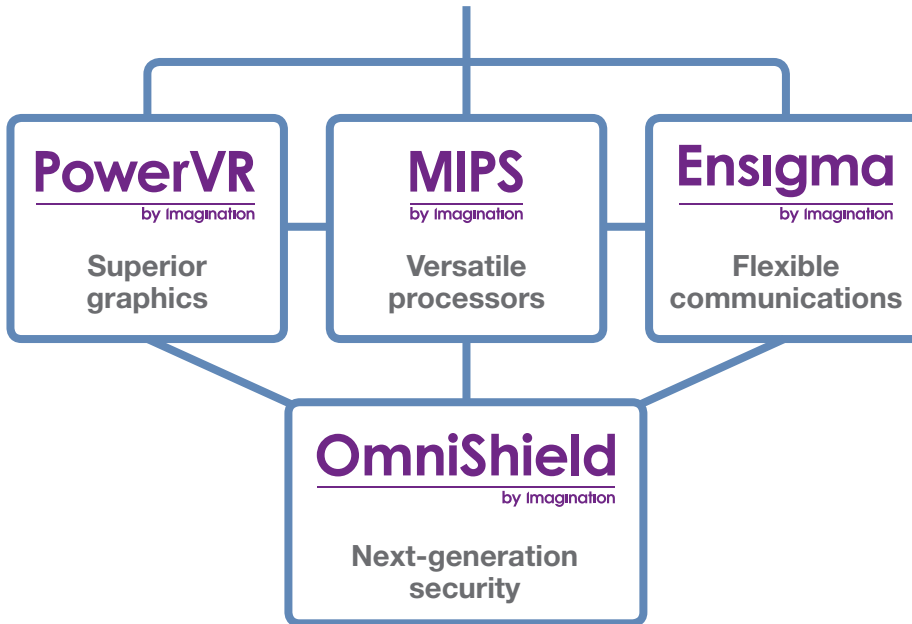 PowerVR
by Imagination
Superior
graphics
MIPS
by Imagination
Versatile
processors
Ensigma
by Imagination
Flexible
communications
OmniShield
by Imagination
Next-generation
security